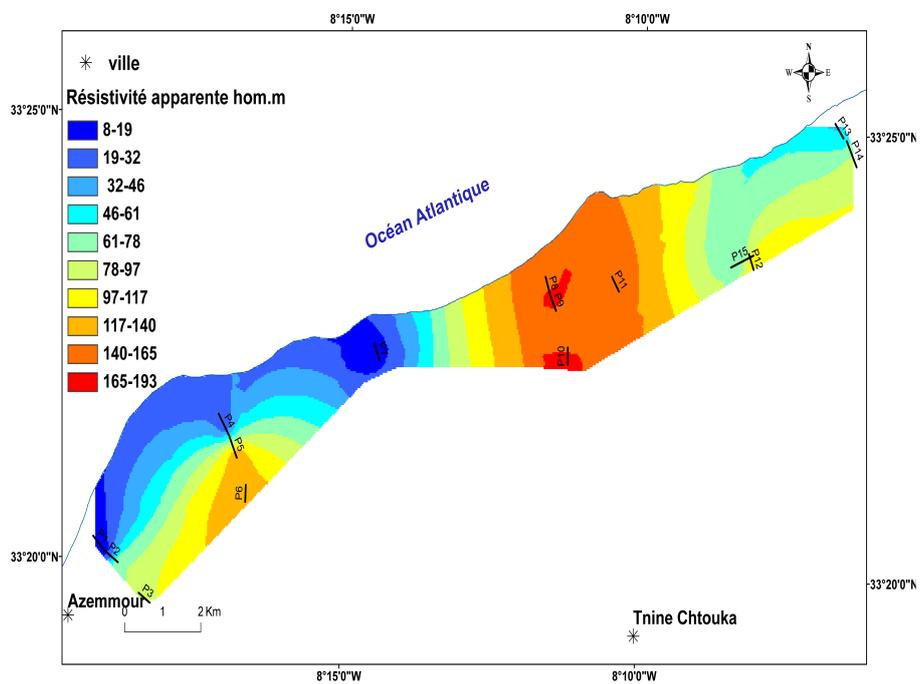 8°15'0"W 8°10'0"W
N
W E
S
ville
Résistivité apparente hom.m
33°25'0"N
33°25'0"N
8-19
19-32
32-46
46-61
61-78
78-97
97-117
117-140
140-165
165-193
Océan Atlantique
P13
P14
P15
P12
P8
P9
P11
P10
P7
P4
P5
P6
P1
P2
P3
33°20'0"N
33°20'0"N
Azemmour
0 1 2 Km
Tnine Chtouka
8°15'0"W 8°10'0"W